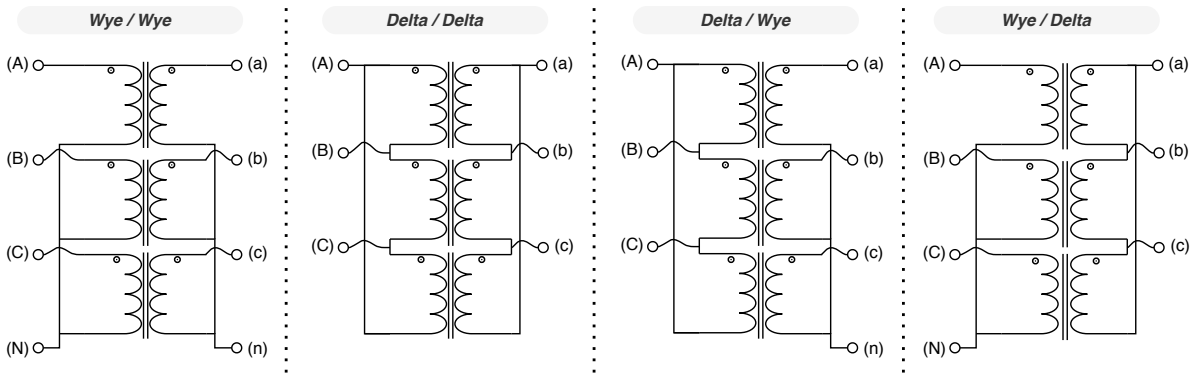 Wye / Wye
Delta / Delta
Delta / Wye
Wye / Delta
(A) (a)
(B) (b)
(C) (c)
(N) (n)
(A) (a)
(B) (b)
(C) (c)
(A) (a)
(B) (b)
(C) (c)
(n)
(A) (a)
(B) (b)
(C) (c)
(N)